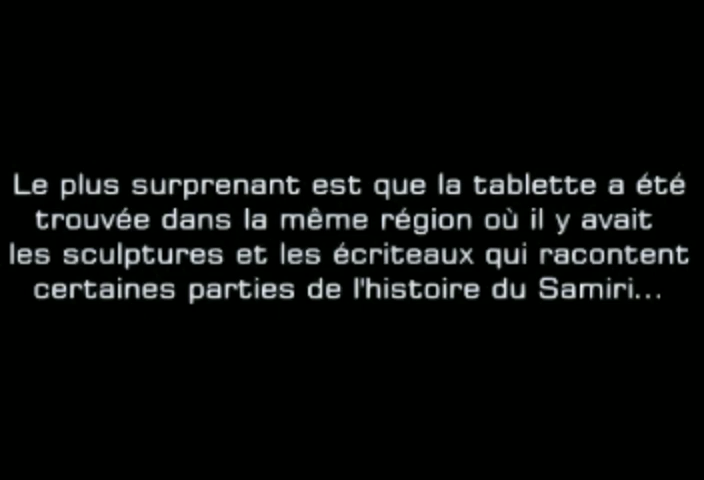 Le plus surprenant est que la tablette a été
trouvée dans la même région où il y avait
les sculptures et les écriteaux qui racontent
certaines parties de l'histoire du Samiri...